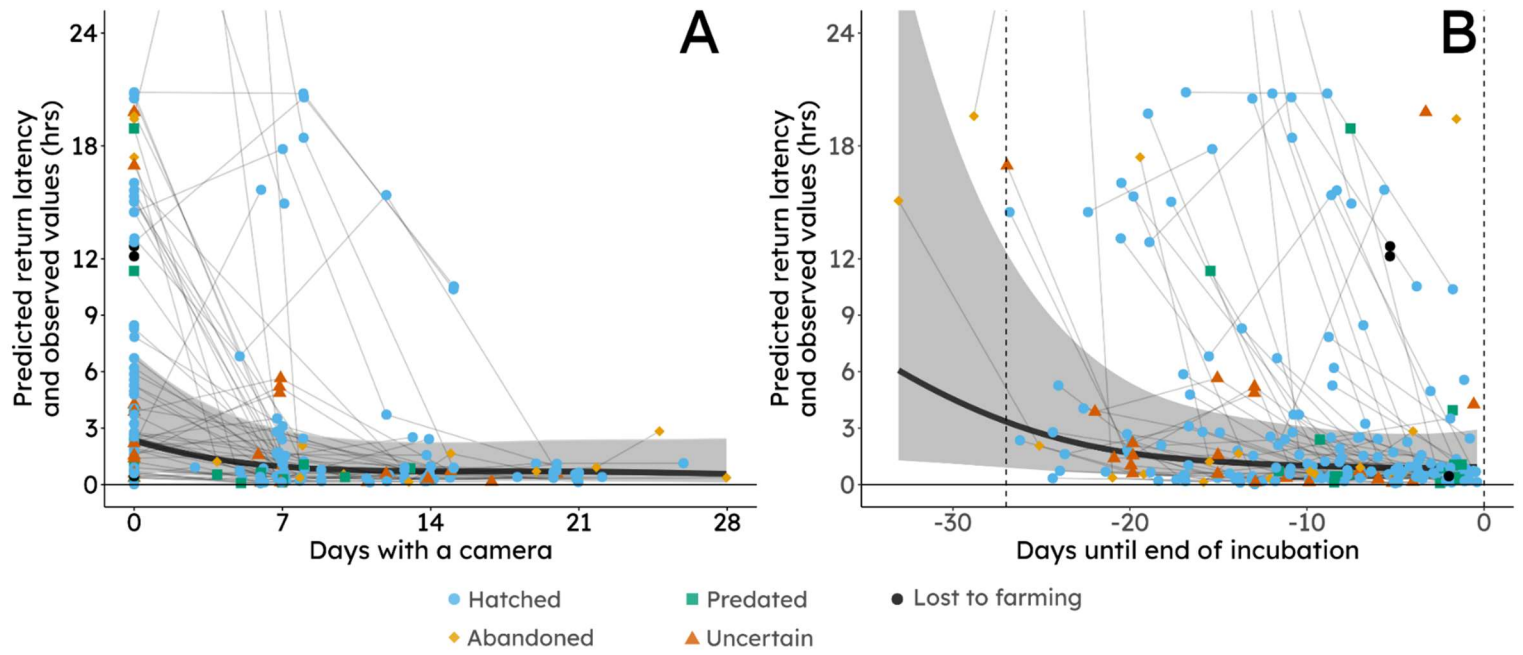 A
B
Predicted return latency
and observed values (hrs)
24
18
12
9
6
3
0
0
7
14
21
28
Days with a camera
Predicted return latency
and observed values (hrs)
24
18
12
9
6
3
0
-30
-20
-10
0
Days until end of incubation
Hatched
Predated
Lost to farming
Abandoned
Uncertain